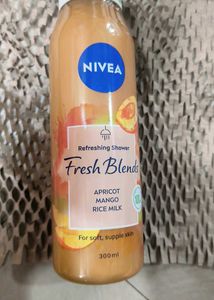 NIVEA
Refreshing Shower
Fresh Blends
APRICOT
MANGO
RICE MILK
For soft, supple skin
300ml